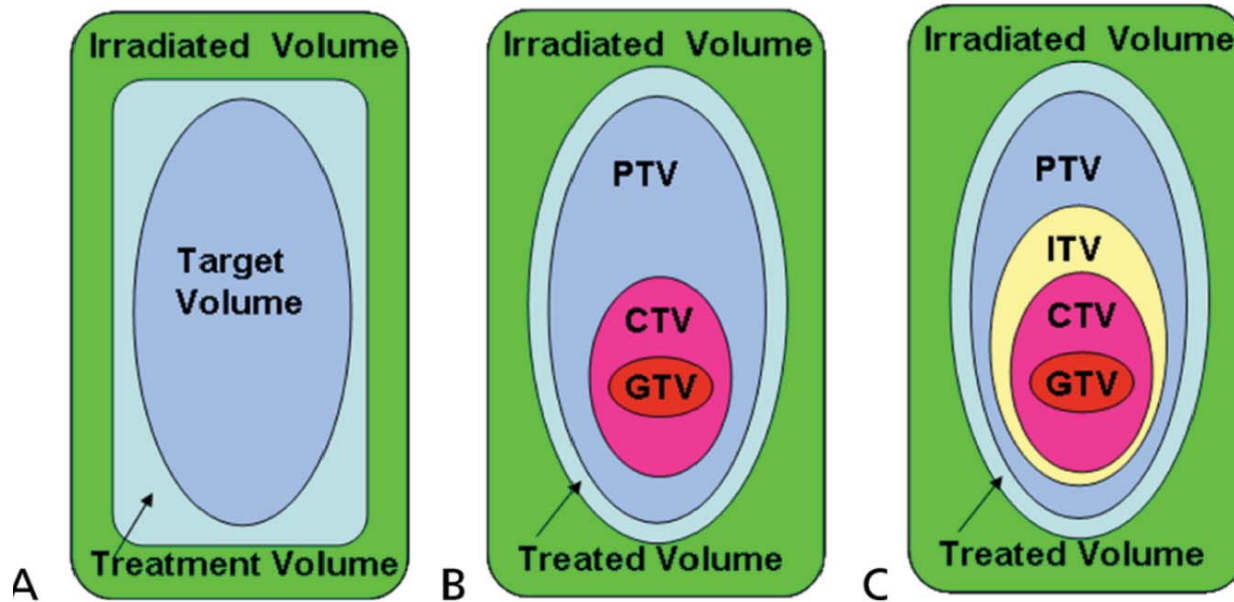 Irradiated Volume
Target
Volume
Treatment Volume
A
Irradiated Volume
PTV
CTV
GTV
Treated Volume
B
Irradiated Volume
PTV
ITV
CTV
GTV
Treated Volume
C